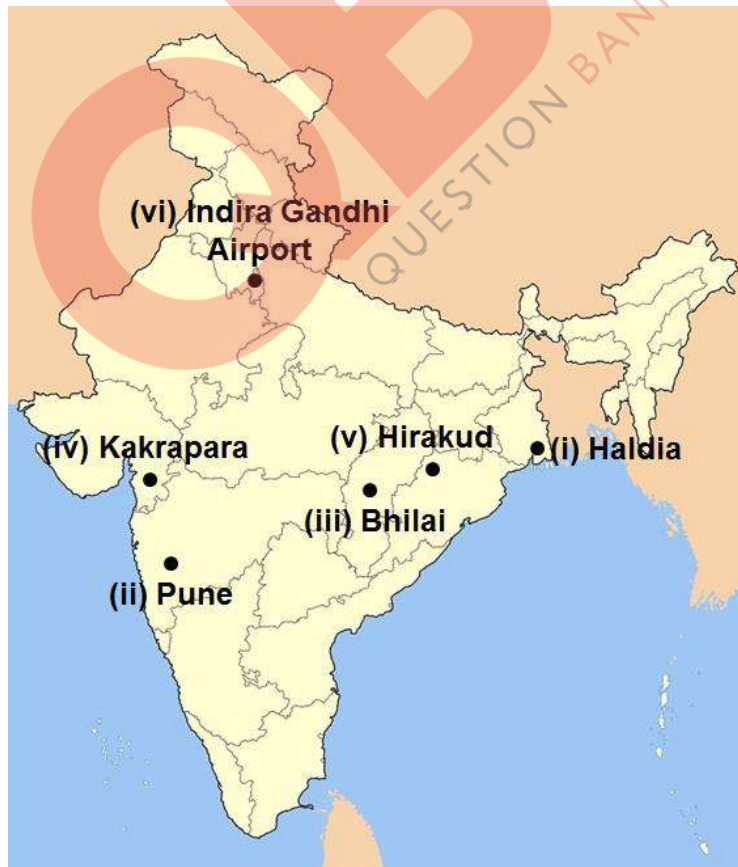 QUESTION BANK
(vi) Indira Gandhi
Airport
(iv) Kakrapara
(v) Hirakud
(i) Haldia
(iii) Bhilai
(ii) Pune